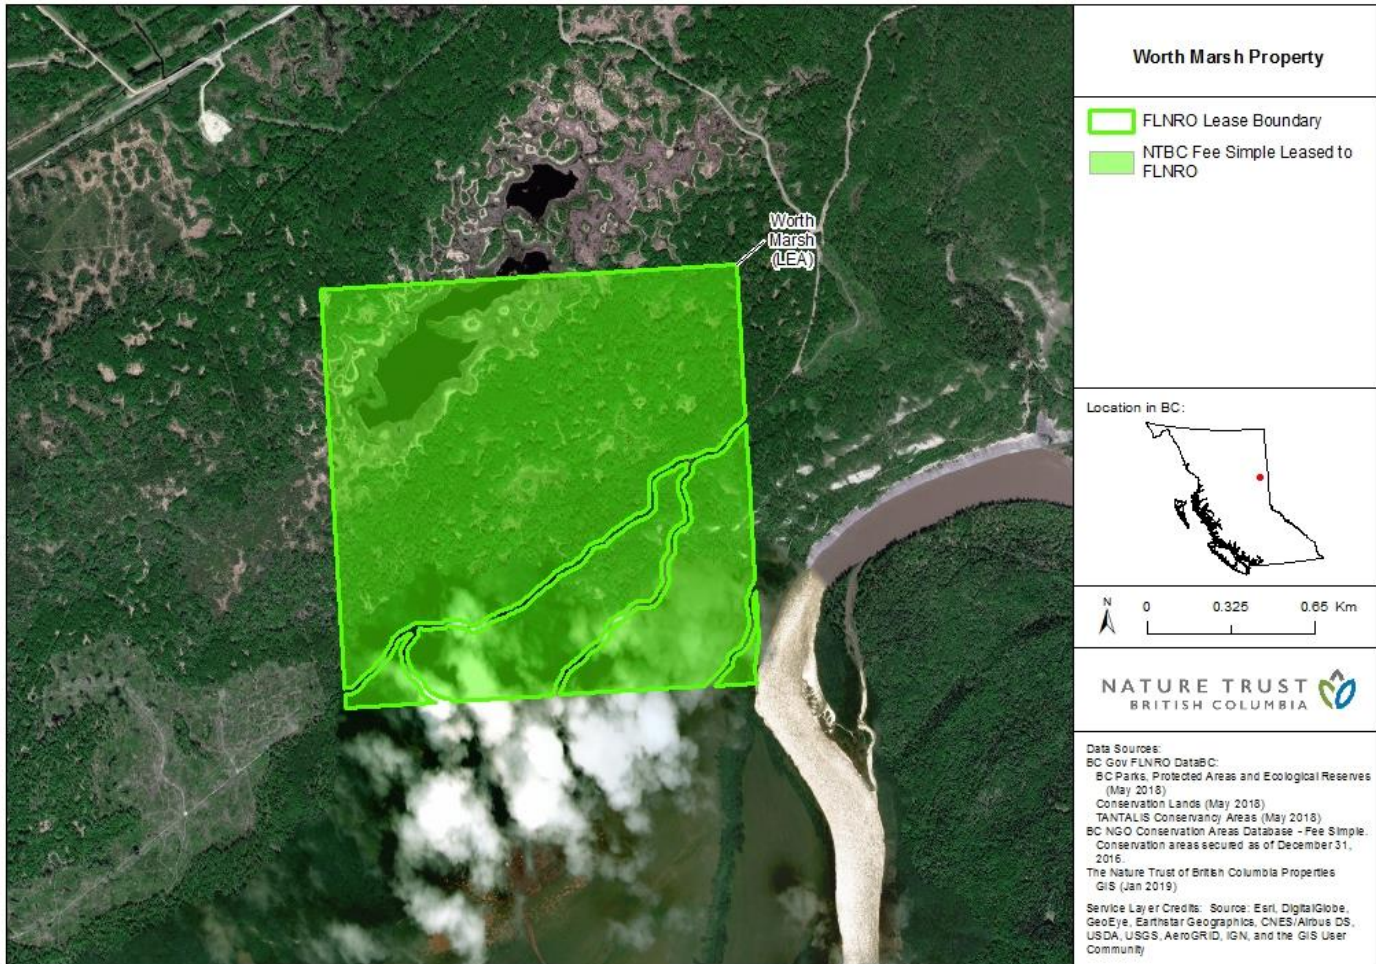 Worth Marsh Property
FLNRO Lease Boundary
NTBC Fee Simple Leased to
FLNRO
Worth
Marsh
(LEA)
Location in BC:
N
0 0.325 0.65 Km
NATURE TRUST
BRITISH COLUMBIA
Data Sources:
BC Gov FLNRO DataBC:
BC Parks, Protected Areas and Ecological Reserves
(May 2018)
Conservation Lands (May 2018)
TANTALIS Conservancy Areas (May 2018)
BC NGO Conservation Areas Database - Fee Simple.
Conservation areas secured as of December 31,
2016.
The Nature Trust of British Columbia Properties
GIS (Jan 2019)
Service Layer Credits: Source: Esri, DigitalGlobe,
GeoEye, Earthstar Geographics, CNES/Airbus DS,
USDA, USGS, AeroGRID, IGN, and the GIS User
Community